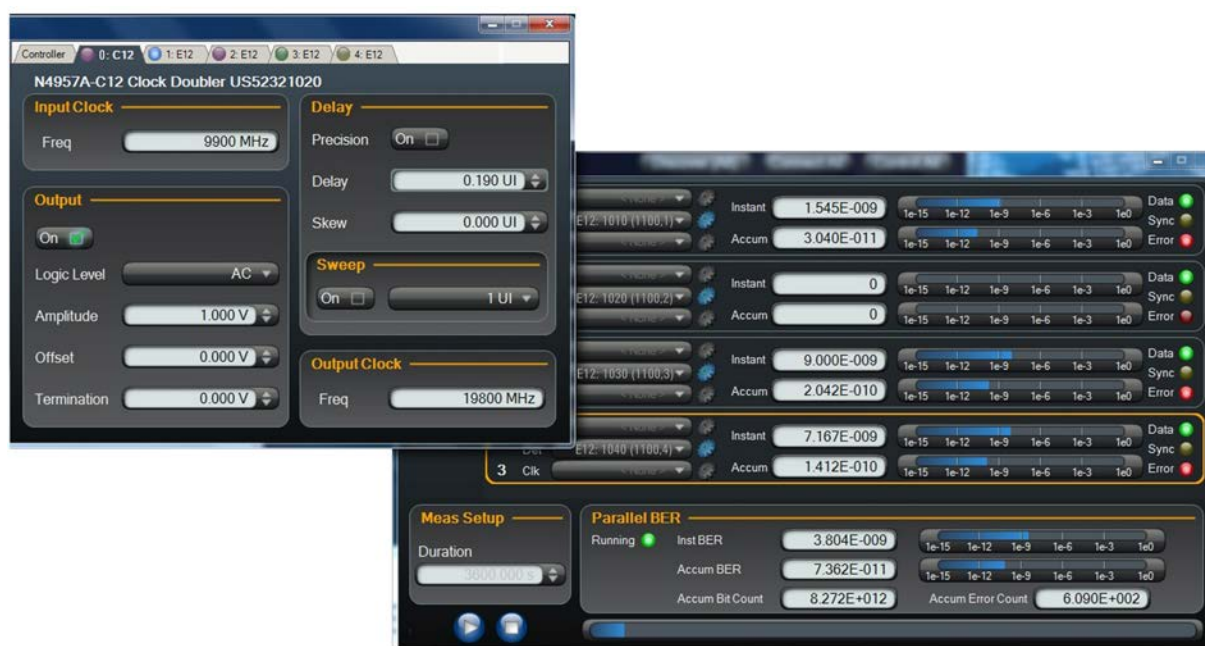 Controller 0: C12 1: E12 2: E12 3: E12 4: E12
N4957A-C12 Clock Doubler US52321020
Input Clock
Freq 9900 MHz
Output
On
Logic Level AC
Amplitude 1.000 V
Offset 0.000 V
Termination 0.000 V
Delay
Precision On
Delay 0.190 UI
Skew 0.000 UI
Sweep
On 1 UI
Output Clock
Freq 19800 MHz
< None >
E12: 1010 (1100,1)
Instant 1.545E-009 1e-15 1e-12 1e-9 1e-6 1e-3 1e0
Accum 3.040E-011 1e-15 1e-12 1e-9 1e-6 1e-3 1e0
Data
Sync
Error
< None >
E12: 1020 (1100,2)
< None >
Instant 0 1e-15 1e-12 1e-9 1e-6 1e-3 1e0
Accum 0 1e-15 1e-12 1e-9 1e-6 1e-3 1e0
Data
Sync
Error
< None >
E12: 1030 (1100,3)
< None >
Instant 9.000E-009 1e-15 1e-12 1e-9 1e-6 1e-3 1e0
Accum 2.042E-010 1e-15 1e-12 1e-9 1e-6 1e-3 1e0
Data
Sync
Error
< None >
E12: 1040 (1100,4)
3 Clk < None >
Instant 7.167E-009 1e-15 1e-12 1e-9 1e-6 1e-3 1e0
Accum 1.412E-010 1e-15 1e-12 1e-9 1e-6 1e-3 1e0
Data
Sync
Error
Meas Setup
Duration
3600.000 s
Parallel BER
Running Inst BER 3.804E-009 1e-15 1e-12 1e-9 1e-6 1e-3 1e0
Accum BER 7.362E-011 1e-15 1e-12 1e-9 1e-6 1e-3 1e0
Accum Bit Count 8.272E+012 Accum Error Count 6.090E+002